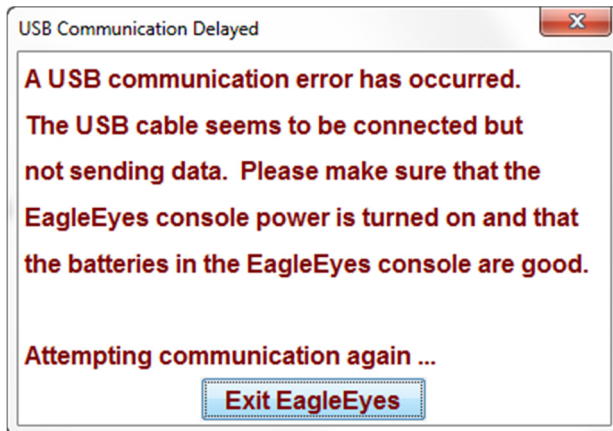 USB Communication Delayed
A USB communication error has occurred.
The USB cable seems to be connected but
not sending data.  Please make sure that the
EagleEyes console power is turned on and that
the batteries in the EagleEyes console are good.
Attempting communication again ...
Exit EagleEyes